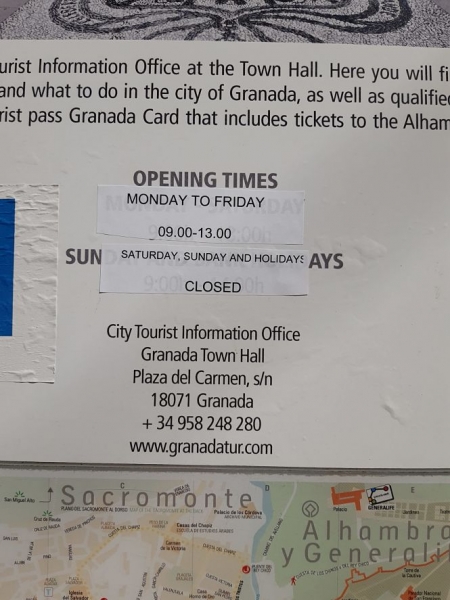 urist Information Office at the Town Hall. Here you will fi
and what to do in the city of Granada, as well as qualified
rist pass Granada Card that includes tickets to the Alham
OPENING TIMES
MONDAY TO FRIDAY
09.00-13.00
SUN SATURDAY, SUNDAY AND HOLIDAYS AYS
CLOSED
City Tourist Information Office
Granada Town Hall
Plaza del Carmen, s/n
18071 Granada
+ 34 958 248 280
www.granadatur.com
C
D
E
Sacromonte
Alhambra
y Generali